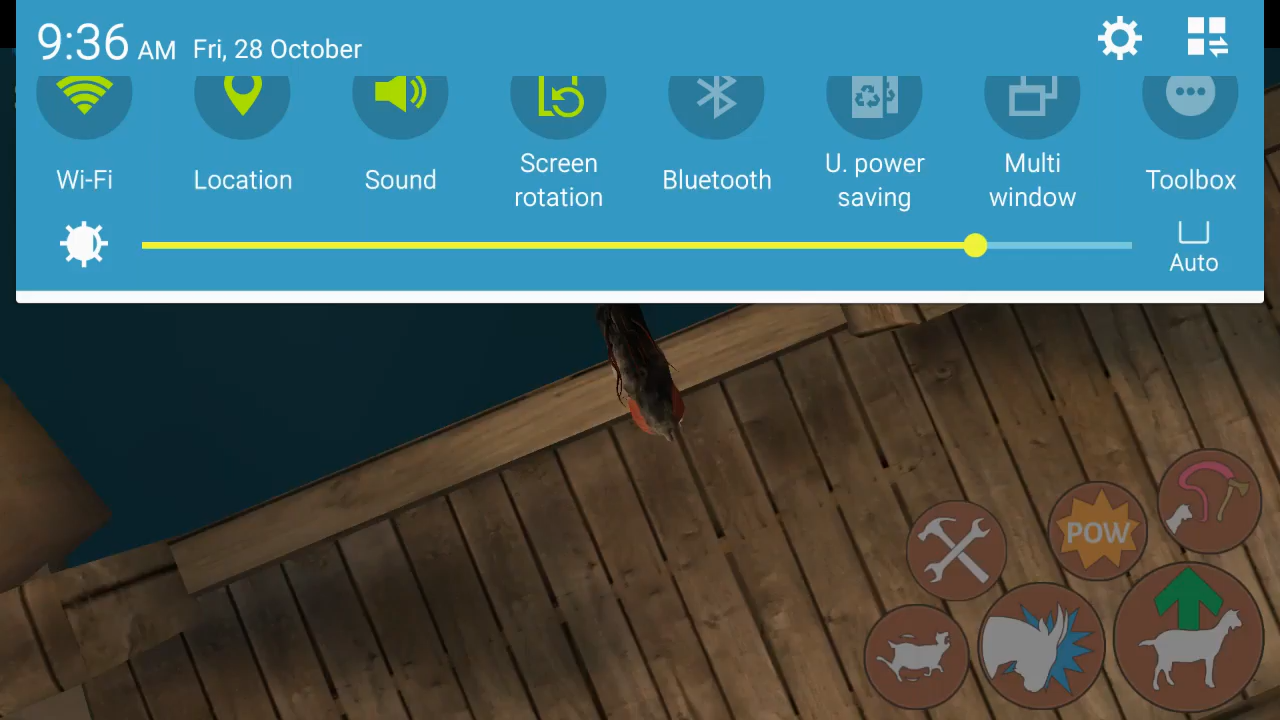 9:36 AM Fri, 28 October
Wi-Fi
Location
Sound
Screen
rotation
Bluetooth
U. power
saving
Multi
window
Toolbox
Auto
POW